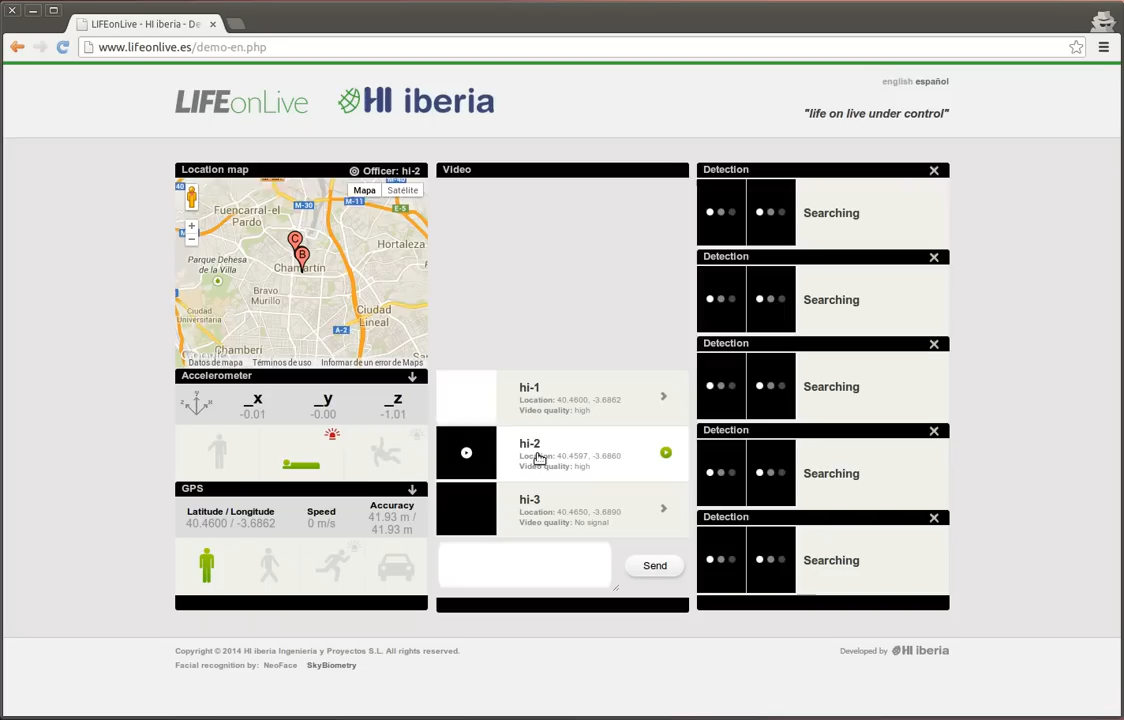 LIFEonLive - HI iberia - De
www.lifeonlive.es/demo-en.php
english español
LIFEonLive HI iberia
"life on live under control"
Location map Officer: hi-2
Mapa Satélite
40
M-30
M-11
E-5
Fuencarral-el
Pardo
Hortaleza
+
−
C
B
Parque Dehesa
de la Villa
Chamartín
Bravo
Murillo
Ciudad
Universitaria
Ciudad
Lineal
A-2
Chamberí
Datos de mapa Términos de uso Informar de un error de Maps
Accelerometer
_x _y _z
-0.01 -0.00 -1.01
GPS
Latitude / Longitude Speed Accuracy
40.4600 / -3.6862 0 m/s 41.93 m /
41.93 m
Video
hi-1
Location: 40.4600, -3.6862
Video quality: high
hi-2
Location: 40.4597, -3.6860
Video quality: high
hi-3
Location: 40.4650, -3.6890
Video quality: No signal
Send
Detection
Searching
Detection
Searching
Detection
Searching
Detection
Searching
Detection
Searching
Copyright © 2014 HI iberia Ingeniería y Proyectos S.L. All rights reserved.
Facial recognition by: NeoFace SkyBiometry
Developed by HI iberia